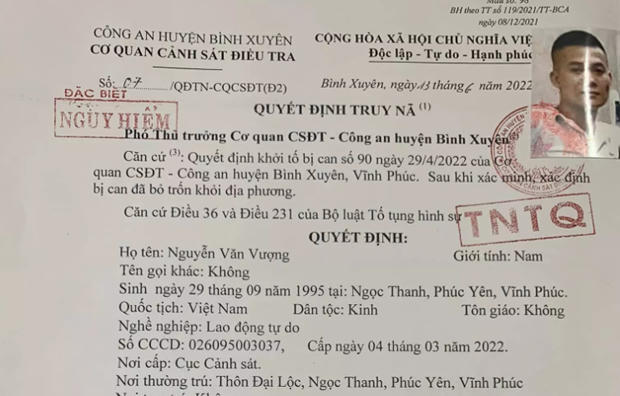 Mẫu số: 96
BH theo TT số 119/2021/TT-BCA
ngày 08/12/2021
CÔNG AN HUYỆN BÌNH XUYÊN
CƠ QUAN CẢNH SÁT ĐIỀU TRA
CỘNG HÒA XÃ HỘI CHỦ NGHĨA VIỆ
Độc lập - Tự do - Hạnh phúc
Số: 07 /QĐTN-CQCSĐT(Đ2)
Bình Xuyên, ngày 13 tháng 6 năm 2022
ĐẶC BIỆT
NGUY HIỂM
QUYẾT ĐỊNH TRUY NÃ (1)
Phó Thủ trưởng Cơ quan CSĐT - Công an huyện Bình Xuyên
Căn cứ (3): Quyết định khởi tố bị can số 90 ngày 29/4/2022 của Cơ
quan CSĐT - Công an huyện Bình Xuyên, Vĩnh Phúc. Sau khi xác minh, xác định
bị can đã bỏ trốn khỏi địa phương.
Căn cứ Điều 36 và Điều 231 của Bộ luật Tố tụng hình sự
TNTQ
QUYẾT ĐỊNH:
Họ tên: Nguyễn Văn Vượng Giới tính: Nam
Tên gọi khác: Không
Sinh ngày 29 tháng 09 năm 1995 tại: Ngọc Thanh, Phúc Yên, Vĩnh Phúc.
Quốc tịch: Việt Nam Dân tộc: Kinh Tôn giáo: Không
Nghề nghiệp: Lao động tự do
Số CCCD: 026095003037, Cấp ngày 04 tháng 03 năm 2022.
Nơi cấp: Cục Cảnh sát.
Nơi thường trú: Thôn Đại Lộc, Ngọc Thanh, Phúc Yên, Vĩnh Phúc